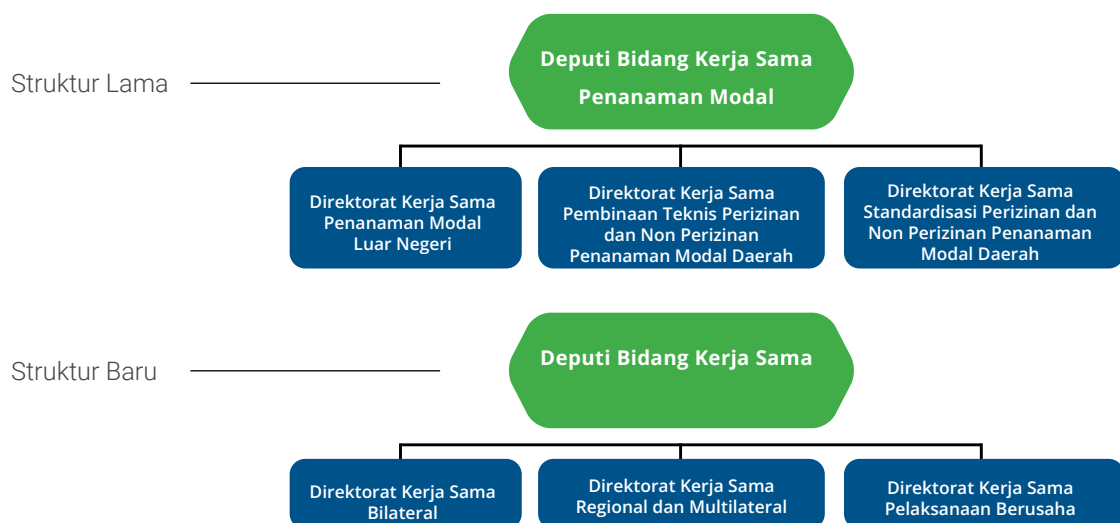 Struktur Lama
Deputi Bidang Kerja Sama
Penanaman Modal
Direktorat Kerja Sama
Penanaman Modal
Luar Negeri
Direktorat Kerja Sama
Pembinaan Teknis Perizinan
dan Non Perizinan
Penanaman Modal Daerah
Direktorat Kerja Sama
Standardisasi Perizinan dan
Non Perizinan Penanaman
Modal Daerah
Struktur Baru
Deputi Bidang Kerja Sama
Direktorat Kerja Sama
Bilateral
Direktorat Kerja Sama
Regional dan Multilateral
Direktorat Kerja Sama
Pelaksanaan Berusaha